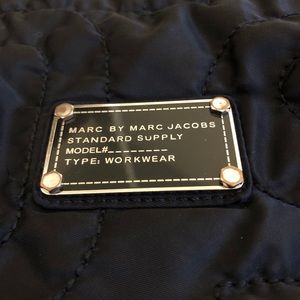 MARC BY MARC JACOBS
STANDARD SUPPLY
MODEL#________
TYPE: WORKWEAR